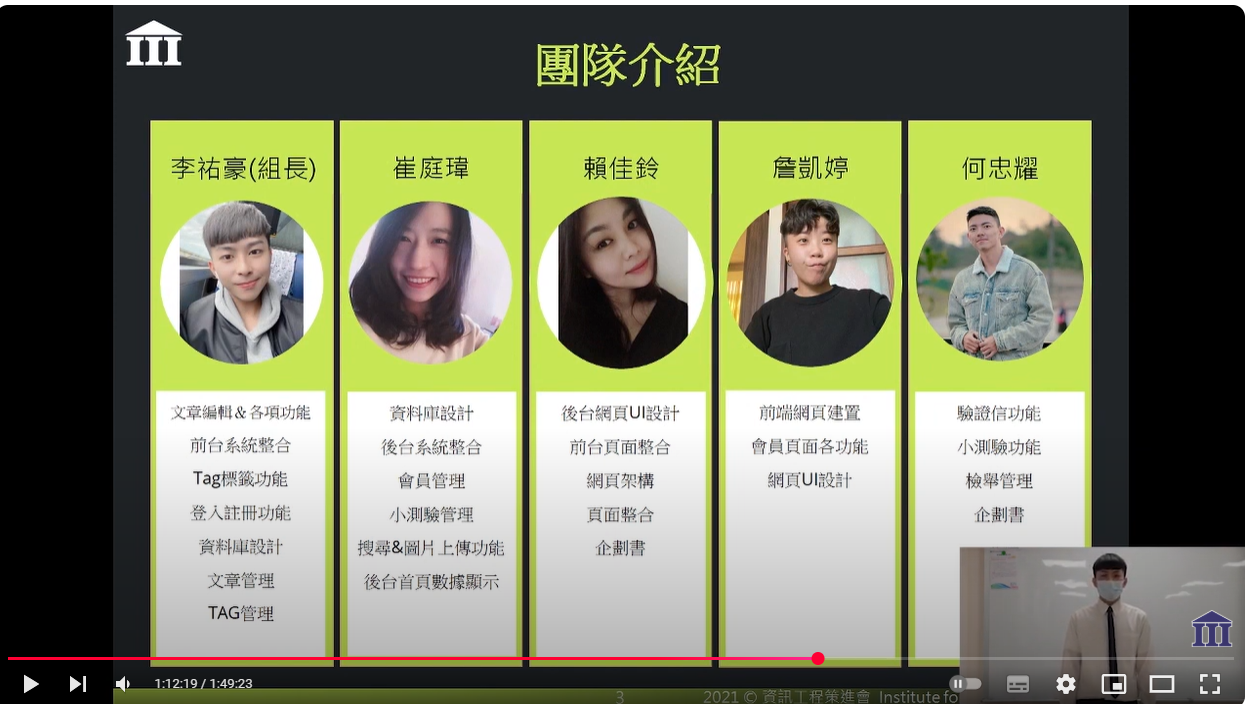 團隊介紹
李祐豪(組長)
文章編輯＆各項功能
前台系統整合
Tag標籤功能
登入註冊功能
資料庫設計
文章管理
TAG管理
崔庭瑋
資料庫設計
後台系統整合
會員管理
小測驗管理
搜尋&圖片上傳功能
後台首頁數據顯示
賴佳鈴
後台網頁UI設計
前台頁面整合
網頁架構
頁面整合
企劃書
詹凱婷
前端網頁建置
會員頁面各功能
網頁UI設計
何忠耀
驗證信功能
小測驗功能
檢舉管理
企劃書
1:12:19 / 1:49:23
3
2021 © 資訊工程策進會 Institute fo